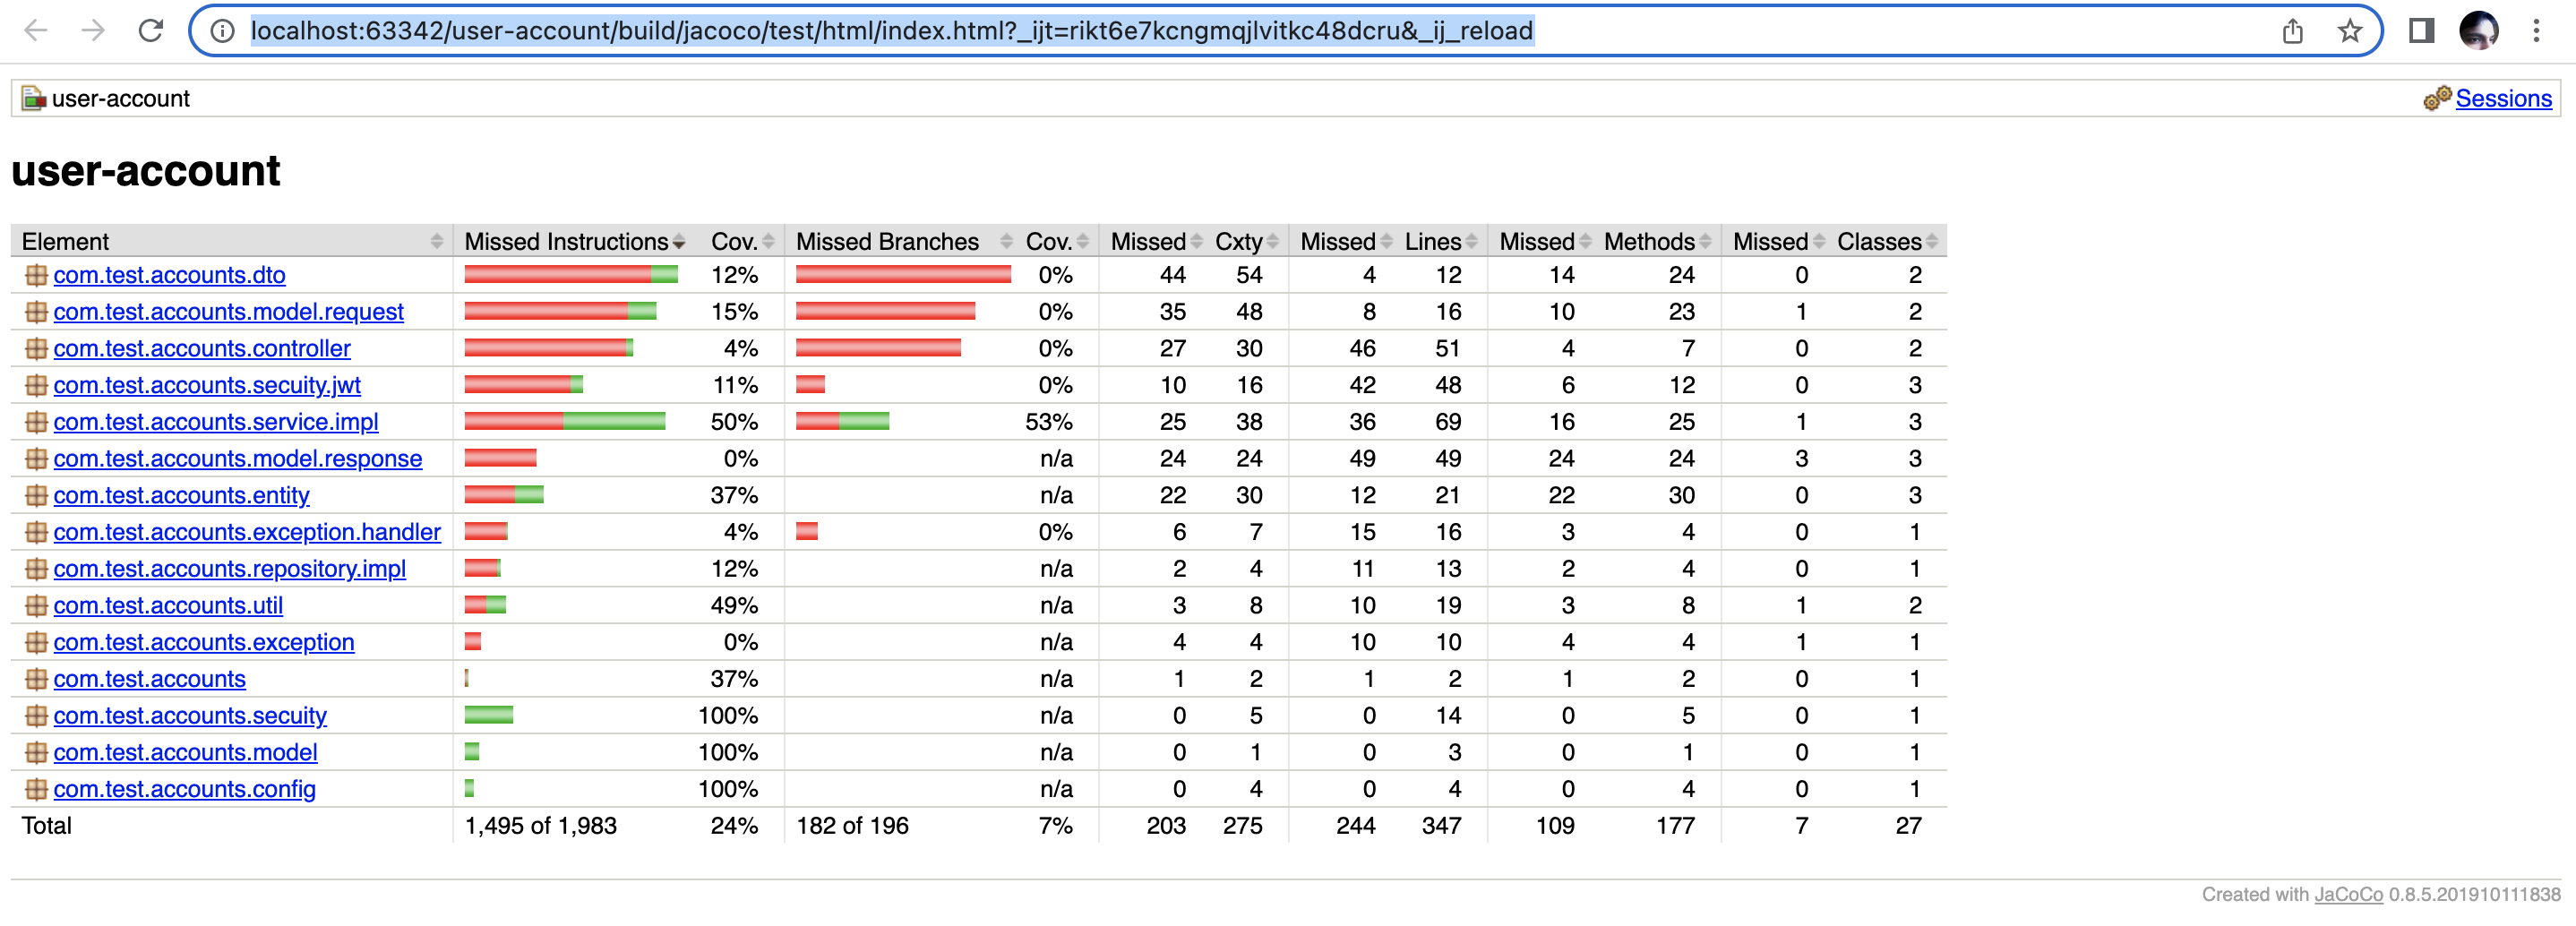 localhost:63342/user-account/build/jacoco/test/html/index.html?_ijt=rikt6e7kcngmqjlvitkc48dcru&_ij_reload
user-account Sessions
user-account
Element Missed Instructions Cov. Missed Branches Cov. Missed Cxty Missed Lines Missed Methods Missed Classes
com.test.accounts.dto 12% 0% 44 54 4 12 14 24 0 2
com.test.accounts.model.request 15% 0% 35 48 8 16 10 23 1 2
com.test.accounts.controller 4% 0% 27 30 46 51 4 7 0 2
com.test.accounts.secuity.jwt 11% 0% 10 16 42 48 6 12 0 3
com.test.accounts.service.impl 50% 53% 25 38 36 69 16 25 1 3
com.test.accounts.model.response 0% n/a 24 24 49 49 24 24 3 3
com.test.accounts.entity 37% n/a 22 30 12 21 22 30 0 3
com.test.accounts.exception.handler 4% 0% 6 7 15 16 3 4 0 1
com.test.accounts.repository.impl 12% n/a 2 4 11 13 2 4 0 1
com.test.accounts.util 49% n/a 3 8 10 19 3 8 1 2
com.test.accounts.exception 0% n/a 4 4 10 10 4 4 1 1
com.test.accounts 37% n/a 1 2 1 2 1 2 0 1
com.test.accounts.secuity 100% n/a 0 5 0 14 0 5 0 1
com.test.accounts.model 100% n/a 0 1 0 3 0 1 0 1
com.test.accounts.config 100% n/a 0 4 0 4 0 4 0 1
Total 1,495 of 1,983 24% 182 of 196 7% 203 275 244 347 109 177 7 27
Created with JaCoCo 0.8.5.201910111838